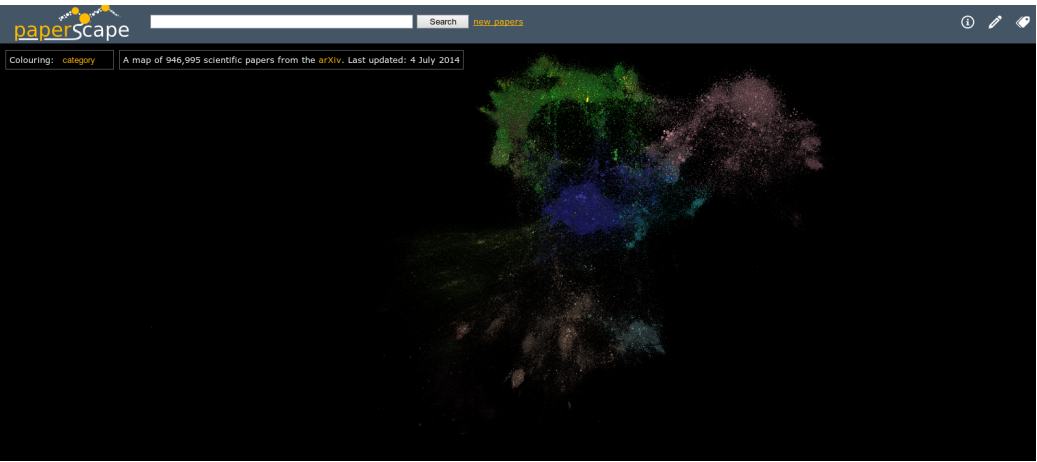 paperscape
Search
new papers
Colouring: category
A map of 946,995 scientific papers from the arXiv. Last updated: 4 July 2014